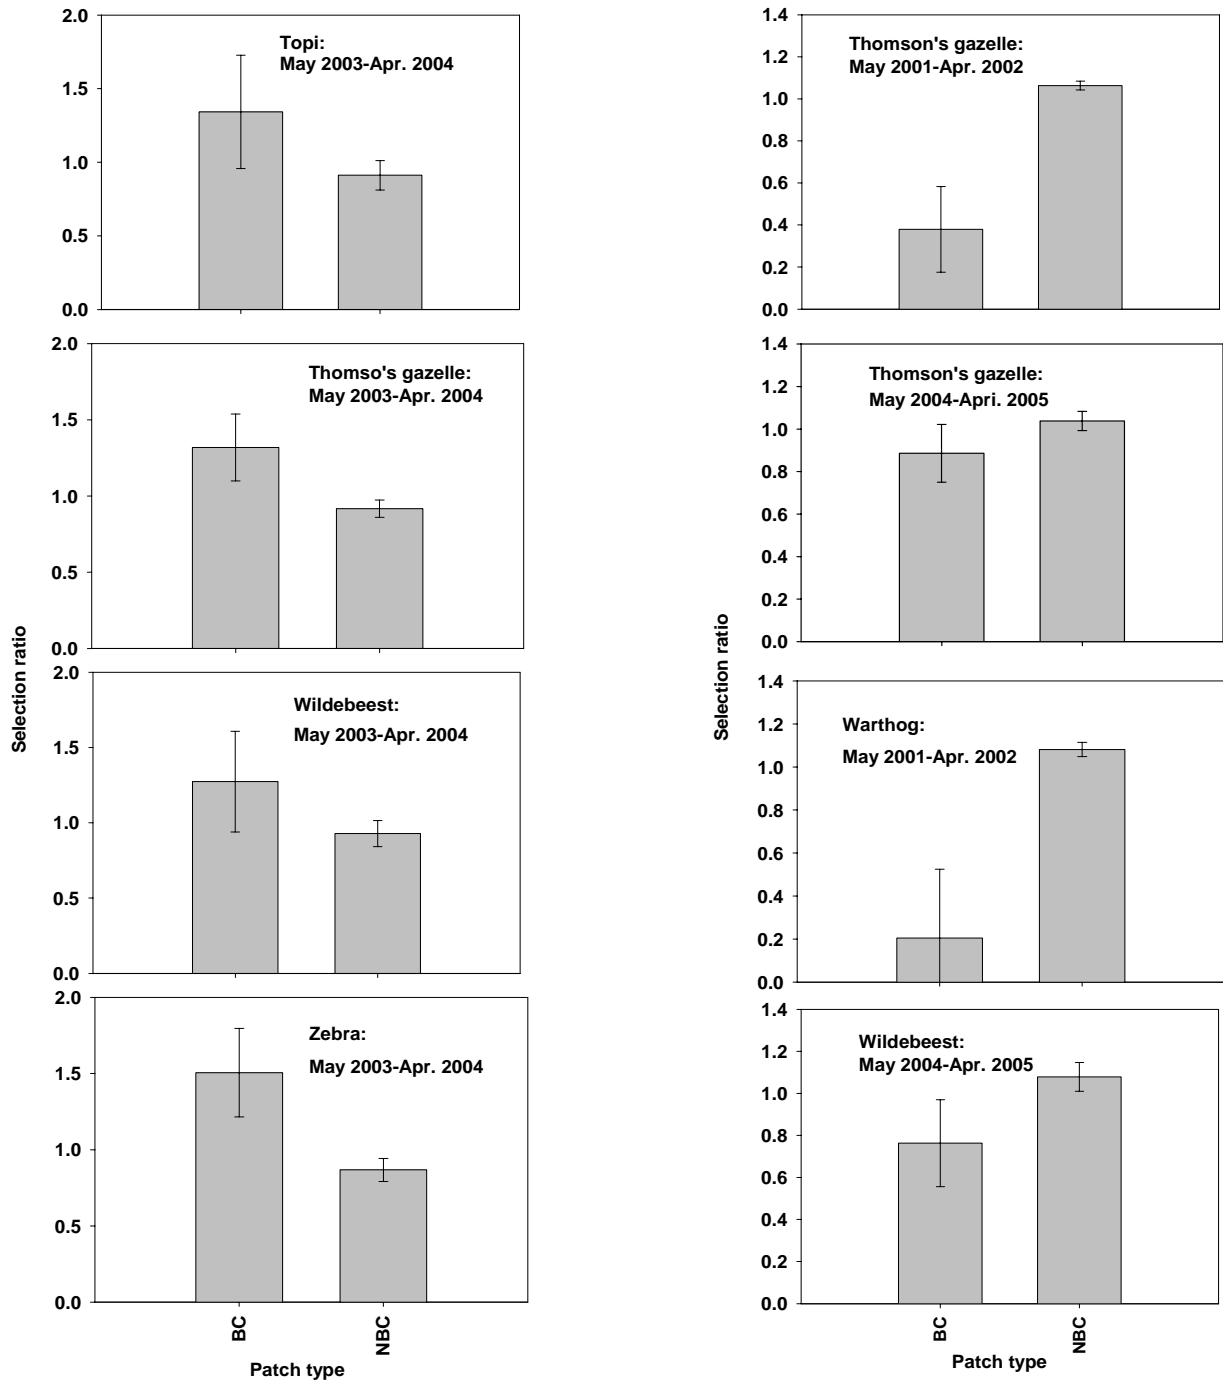 2.0
1.5
1.0
0.5
0.0
Topi:
May 2003-Apr. 2004
2.0
1.5
1.0
0.5
0.0
Thomso's gazelle:
May 2003-Apr. 2004
2.0
1.5
1.0
0.5
0.0
Wildebeest:
May 2003-Apr. 2004
2.0
1.5
1.0
0.5
0.0
Zebra:
May 2003-Apr. 2004
Selection ratio
BC
NBC
Patch type
1.4
1.2
1.0
0.8
0.6
0.4
0.2
0.0
Thomson's gazelle:
May 2001-Apr. 2002
1.4
1.2
1.0
0.8
0.6
0.4
0.2
0.0
Thomson's gazelle:
May 2004-Apri. 2005
1.4
1.2
1.0
0.8
0.6
0.4
0.2
0.0
Warthog:
May 2001-Apr. 2002
1.4
1.2
1.0
0.8
0.6
0.4
0.2
0.0
Wildebeest:
May 2004-Apr. 2005
Selection ratio
BC
NBC
Patch type